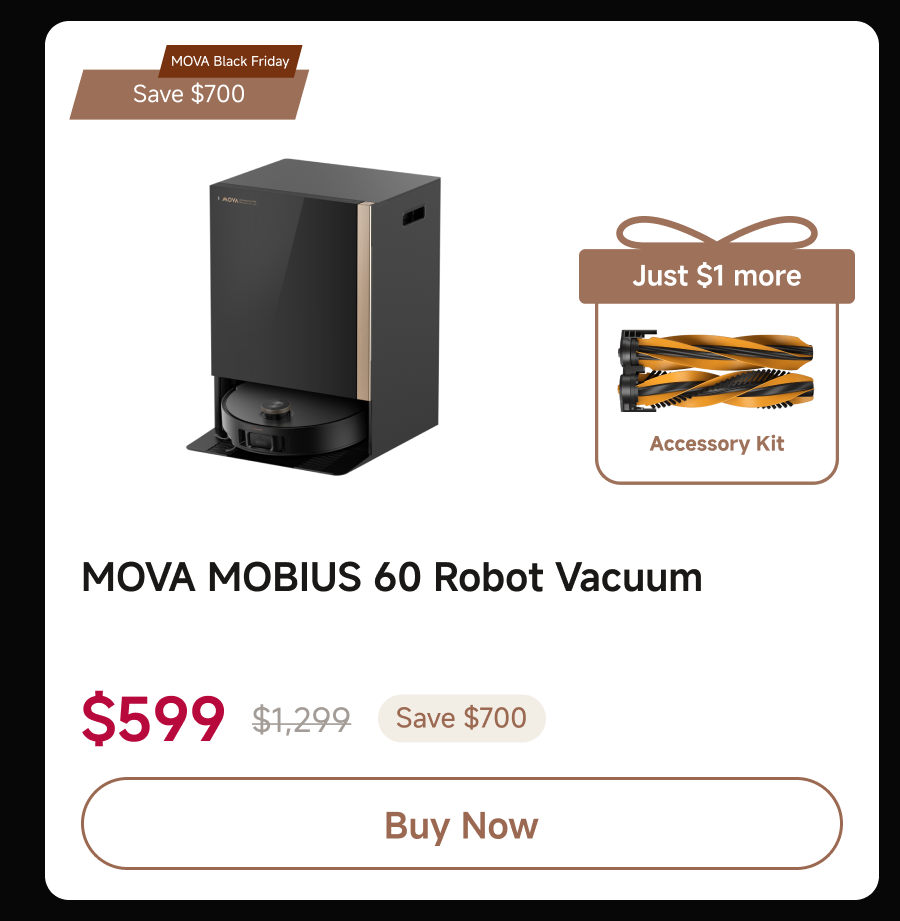 MOVA Black Friday
Save $700
MOVA
Just $1 more
Accessory Kit
MOVA MOBIUS 60 Robot Vacuum
$599 $1,299 Save $700
Buy Now